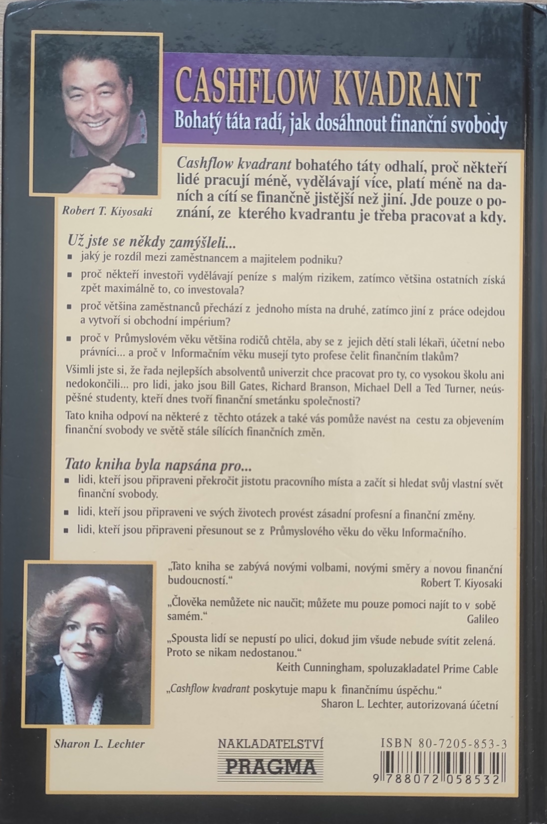 CASHFLOW KVADRANT
Bohatý táta radí, jak dosáhnout finanční svobody
Robert T. Kiyosaki
Cashflow kvadrant bohatého táty odhalí, proč někteří
lidé pracují méně, vydělávají více, platí méně na da-
ních a cítí se finančně jistější než jiní. Jde pouze o po-
znání, ze kterého kvadrantu je třeba pracovat a kdy.
Už jste se někdy zamýšleli...
▪ jaký je rozdíl mezi zaměstnancem a majitelem podniku?
▪ proč někteří investoři vydělávají peníze s malým rizikem, zatímco většina ostatních získá
zpět maximálně to, co investovala?
▪ proč většina zaměstnanců přechází z jednoho místa na druhé, zatímco jiní z práce odejdou
a vytvoří si obchodní impérium?
▪ proč v Průmyslovém věku většina rodičů chtěla, aby se z jejich dětí stali lékaři, účetní nebo
právníci... a proč v Informačním věku musejí tyto profese čelit finančním tlakům?
Všimli jste si, že řada nejlepších absolventů univerzit chce pracovat pro ty, co vysokou školu ani
nedokončili... pro lidi, jako jsou Bill Gates, Richard Branson, Michael Dell a Ted Turner, neús-
pěšné studenty, kteří dnes tvoří finanční smetánku společnosti?
Tato kniha odpoví na některé z těchto otázek a také vás pomůže navést na cestu za objevením
finanční svobody ve světě stále sílících finančních změn.
Tato kniha byla napsána pro...
▪ lidi, kteří jsou připraveni překročit jistotu pracovního místa a začít si hledat svůj vlastní svět
finanční svobody.
▪ lidi, kteří jsou připraveni ve svých životech provést zásadní profesní a finanční změny.
▪ lidi, kteří jsou připraveni přesunout se z Průmyslového věku do věku Informačního.
„Tato kniha se zabývá novými volbami, novými směry a novou finanční
budoucností.“
Robert T. Kiyosaki
„Člověka nemůžete nic naučit; můžete mu pouze pomoci najít to v sobě
samém.“
Galileo
„Spousta lidí se nepustí po ulici, dokud jim všude nebude svítit zelená.
Proto se nikam nedostanou.“
Keith Cunningham, spoluzakladatel Prime Cable
„Cashflow kvadrant poskytuje mapu k finančnímu úspěchu.“
Sharon L. Lechter, autorizovaná účetní
Sharon L. Lechter
NAKLADATELSTVÍ
PRAGMA
ISBN 80-7205-853-3
9 788072 058532